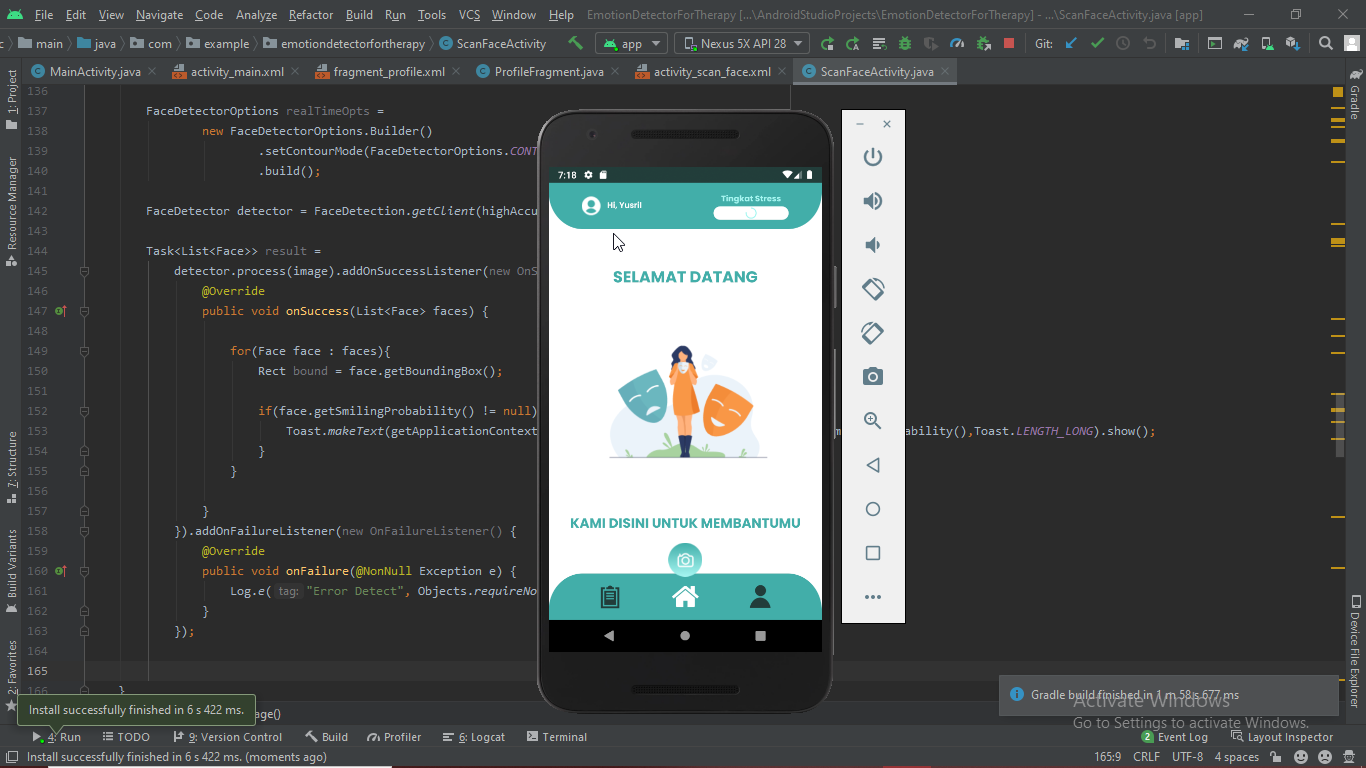 File Edit View Navigate Code Analyze Refactor Build Run Tools VCS Window Help EmotionDetectorForTherapy [...\AndroidStudioProjects\EmotionDetectorForTherapy] - ...\ScanFaceActivity.java [app]
main java com example emotiondetectorfortherapy ScanFaceActivity app Nexus 5X API 28 Git:
MainActivity.java activity_main.xml fragment_profile.xml ProfileFragment.java activity_scan_face.xml ScanFaceActivity.java
1: Project
Resource Manager
7: Structure
Build Variants
2: Favorites
Gradle
Device File Explorer
136
137 FaceDetectorOptions realTimeOpts =
138 new FaceDetectorOptions.Builder()
139 .setContourMode(FaceDetectorOptions.CONT
140 .build();
141
142 FaceDetector detector = FaceDetection.getClient(highAccu
143
144 Task<List<Face>> result =
145 detector.process(image).addOnSuccessListener(new OnS
146 @Override
147 public void onSuccess(List<Face> faces) {
148
149 for(Face face : faces){
150 Rect bound = face.getBoundingBox();
151
152 if(face.getSmilingProbability() != null)
153 Toast.makeText(getApplicationContext ability(),Toast.LENGTH_LONG).show();
154 }
155 }
156
157 }
158 }).addOnFailureListener(new OnFailureListener() {
159 @Override
160 public void onFailure(@NonNull Exception e) {
161 Log.e( tag: "Error Detect", Objects.requireNo
162 }
163 });
164
165
166 }
7:18
Hi, Yusril
Tingkat Stress
SELAMAT DATANG
KAMI DISINI UNTUK MEMBANTUMU
Install successfully finished in 6 s 422 ms.
age()
Gradle build finished in 1 m 58 s 677 ms
Activate Windows
Go to Settings to activate Windows.
4: Run TODO 9: Version Control Build Profiler 6: Logcat Terminal 2 Event Log Layout Inspector
Install successfully finished in 6 s 422 ms. (moments ago) 165:9 CRLF UTF-8 4 spaces